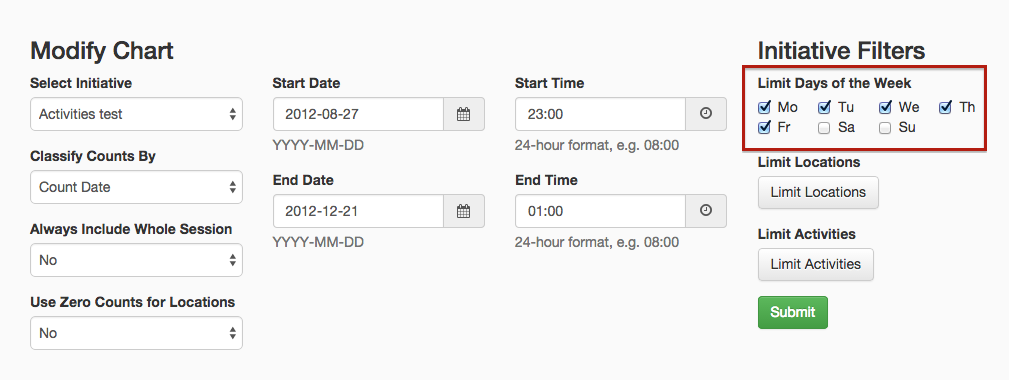 Modify Chart
Select Initiative
Activities test
Classify Counts By
Count Date
Always Include Whole Session
No
Use Zero Counts for Locations
No
Start Date
2012-08-27
YYYY-MM-DD
End Date
2012-12-21
YYYY-MM-DD
Start Time
23:00
24-hour format, e.g. 08:00
End Time
01:00
24-hour format, e.g. 08:00
Initiative Filters
Limit Days of the Week
Mo Tu We Th
Fr Sa Su
Limit Locations
Limit Locations
Limit Activities
Limit Activities
Submit